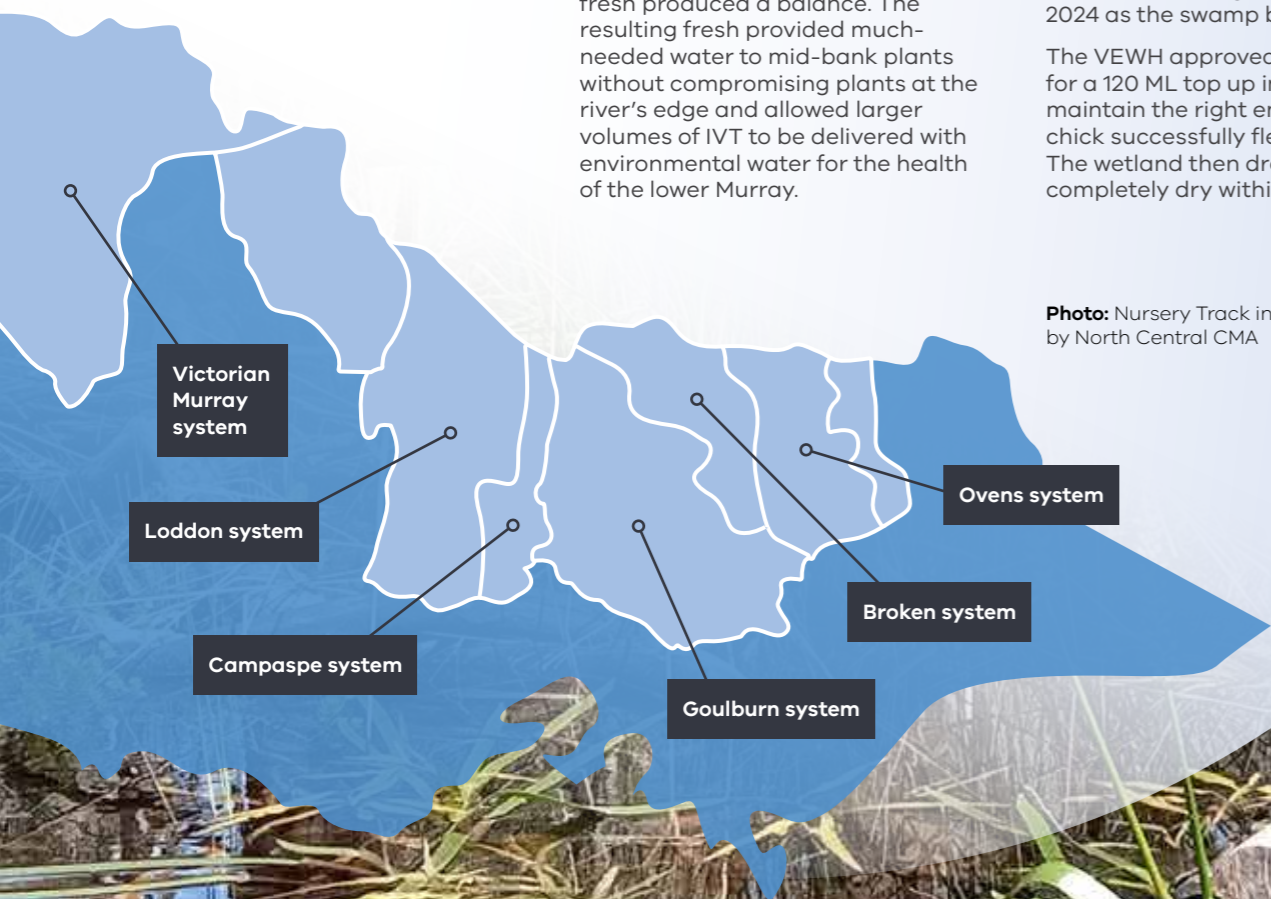 fresh produced a balance. The
resulting fresh provided much-
needed water to mid-bank plants
without compromising plants at the
river's edge and allowed larger
volumes of IVT to be delivered with
environmental water for the health
of the lower Murray.
2024 as the swamp
The VEWH approved
for a 120 ML top up
maintain the right
chick successfully
The wetland then
completely dry
Photo: Nursery Track
by North Central CMA
Victorian
Murray
system
Loddon system
Campaspe system
Goulburn system
Broken system
Ovens system